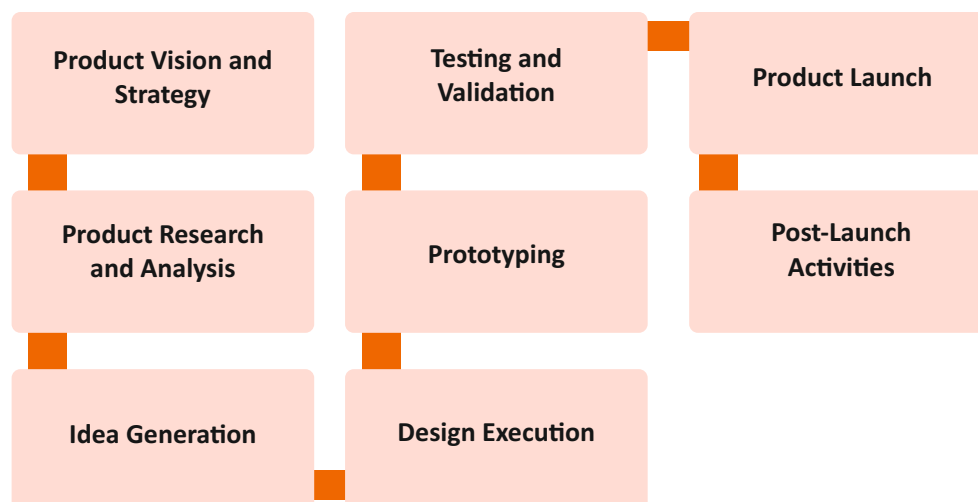 Product Vision and
Strategy
Product Research
and Analysis
Idea Generation
Design Execution
Prototyping
Testing and
Validation
Product Launch
Post-Launch
Activities